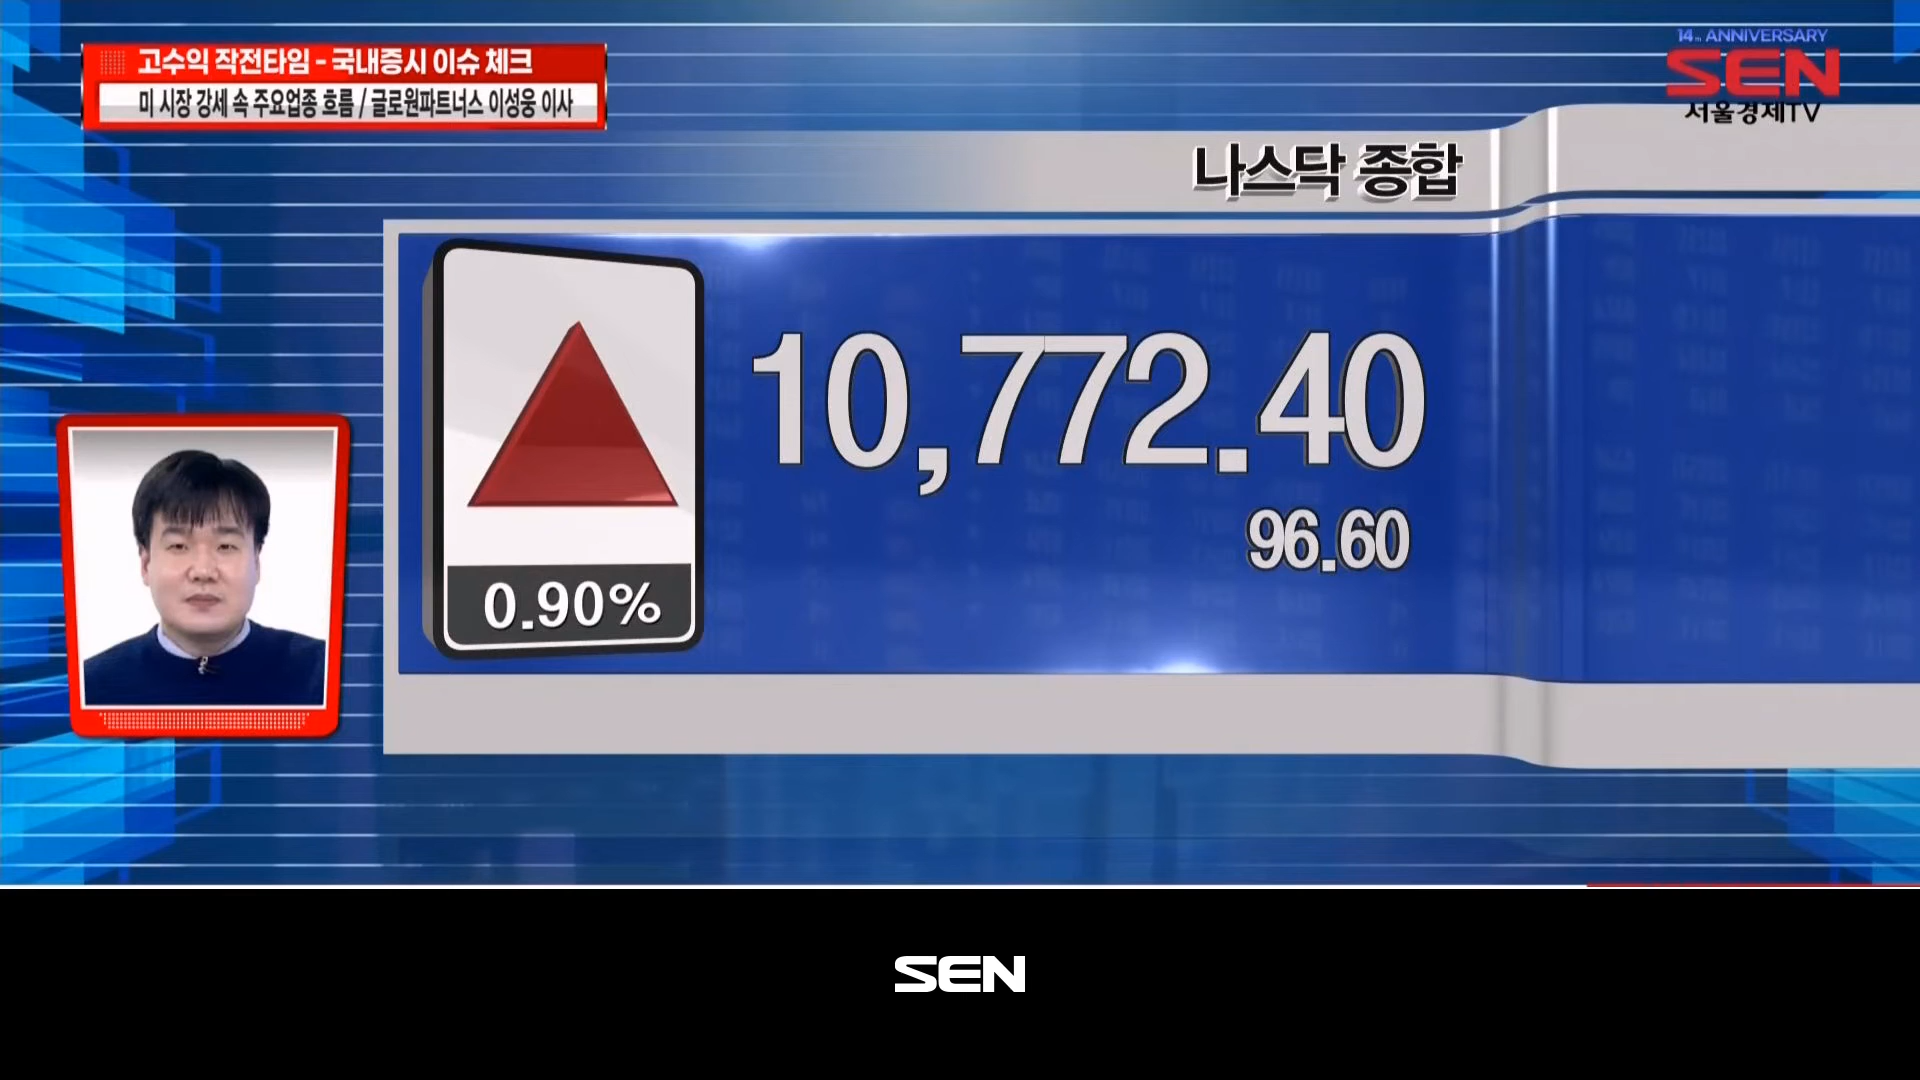 고수익 작전타임 - 국내증시 이슈 체크
미 시장 강세 속 주요업종 흐름 / 글로원파트너스 이성웅 이사
14th ANNIVERSARY
SEN
서울경제TV
나스닥 종합
10,772.40
96.60
0.90%
SEN